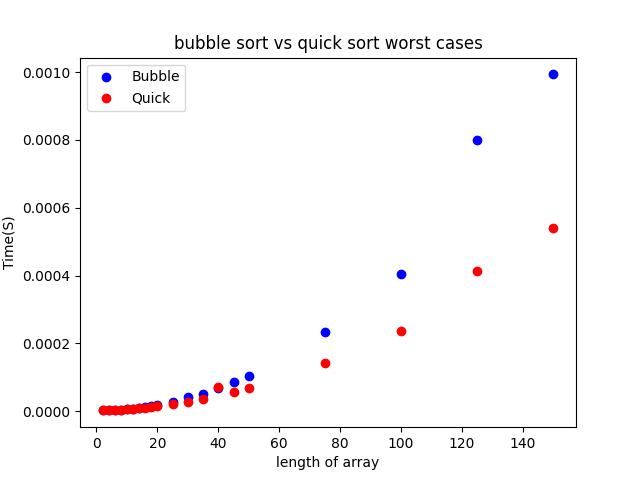 bubble sort vs quick sort worst cases
Bubble
Quick
Time(S)
0.0010
0.0008
0.0006
0.0004
0.0002
0.0000
0 20 40 60 80 100 120 140
length of array